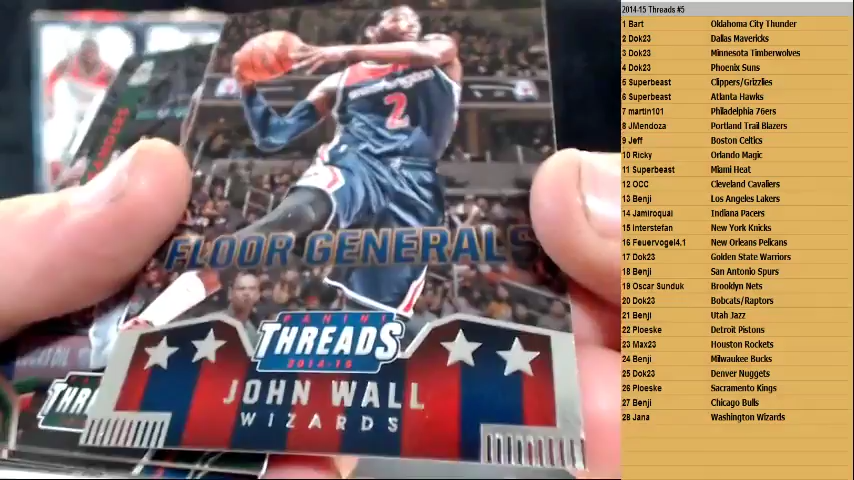 Washington
2
FLOOR GENERALS
PANINI
THREADS
2014-15
JOHN WALL
WIZARDS
THR
2014-15 Threads #5
1 Bart Oklahoma City Thunder
2 Dok23 Dallas Mavericks
3 Dok23 Minnesota Timberwolves
4 Dok23 Phoenix Suns
5 Superbeast Clippers/Grizzlies
6 Superbeast Atlanta Hawks
7 martin101 Philadelphia 76ers
8 JMendoza Portland Trail Blazers
9 Jeff Boston Celtics
10 Ricky Orlando Magic
11 Superbeast Miami Heat
12 OCC Cleveland Cavaliers
13 Benji Los Angeles Lakers
14 Jamiroquai Indiana Pacers
15 Interstefan New York Knicks
16 Feuervogel4.1 New Orleans Pelicans
17 Dok23 Golden State Warriors
18 Benji San Antonio Spurs
19 Oscar Sunduk Brooklyn Nets
20 Dok23 Bobcats/Raptors
21 Benji Utah Jazz
22 Ploeske Detroit Pistons
23 Max23 Houston Rockets
24 Benji Milwaukee Bucks
25 Dok23 Denver Nuggets
26 Ploeske Sacramento Kings
27 Benji Chicago Bulls
28 Jana Washington Wizards